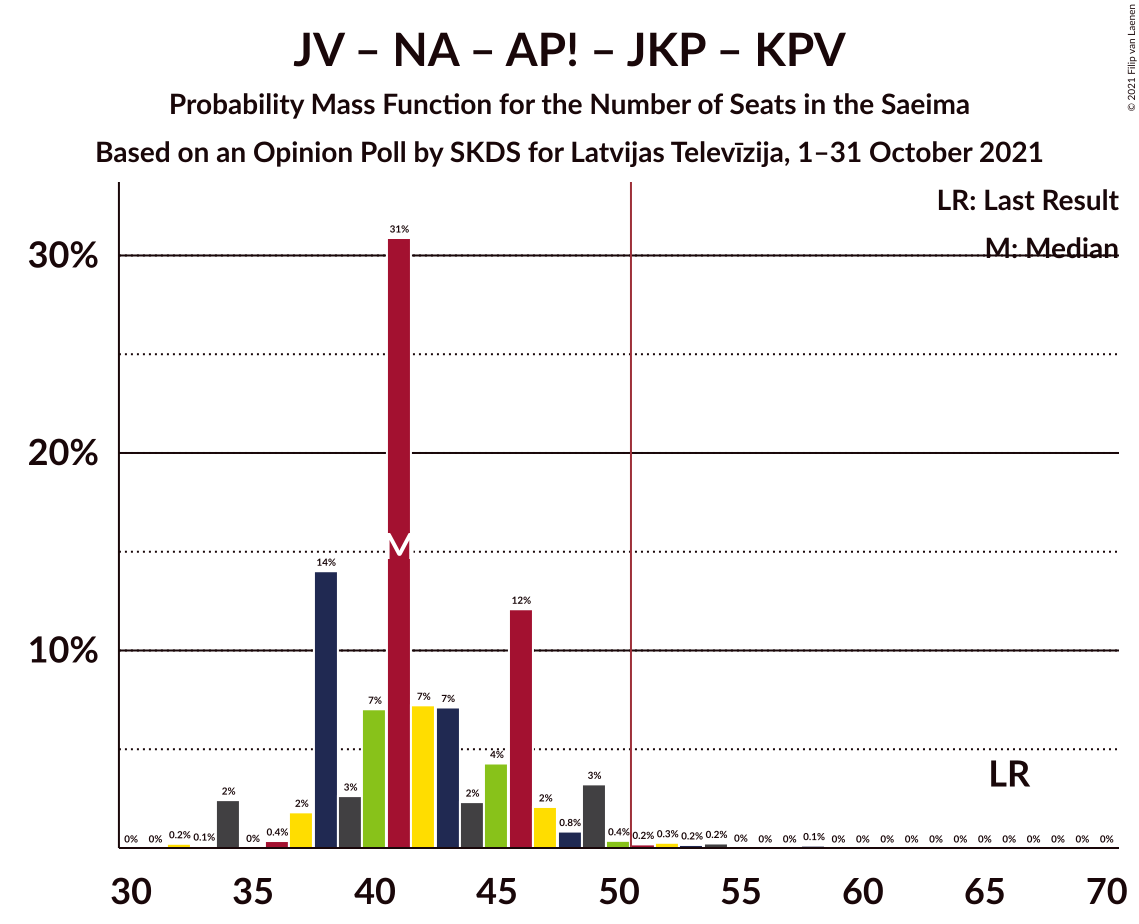 JV – NA – AP! – JKP – KPV
Probability Mass Function for the Number of Seats in the Saeima
Based on an Opinion Poll by SKDS for Latvijas Televīzija, 1–31 October 2021
© 2021 Filip van Laenen
LR: Last Result
M: Median
30%
20%
10%
0% 0% 0.2% 0.1% 2% 0% 0.4% 2% 14% 3% 7% 31% 7% 7% 2% 4% 12% 2% 0.8% 3% 0.4% 0.2% 0.3% 0.2% 0.2% 0% 0% 0% 0.1% 0% 0% 0% 0% 0% 0% 0% 0% 0% 0% 0% 0%
M
LR
30 35 40 45 50 55 60 65 70